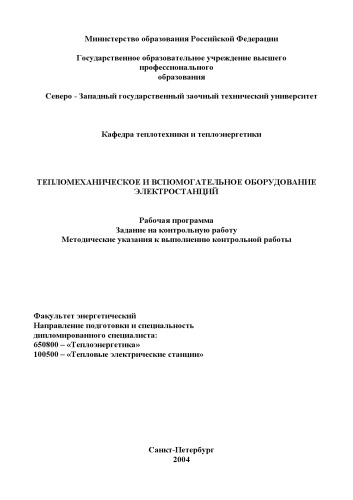 Министерство образования Российской Федерации
Государственное образовательное учреждение высшего
профессионального
образования
Северо - Западный государственный заочный технический университет
Кафедра теплотехники и теплоэнергетики
ТЕПЛОМЕХАНИЧЕСКОЕ И ВСПОМОГАТЕЛЬНОЕ ОБОРУДОВАНИЕ
ЭЛЕКТРОСТАНЦИЙ
Рабочая программа
Задание на контрольную работу
Методические указания к выполнению контрольной работы
Факультет энергетический
Направление подготовки и специальность
дипломированного специалиста:
650800 – «Теплоэнергетика»
100500 – «Тепловые электрические станции»
Санкт-Петербург
2004